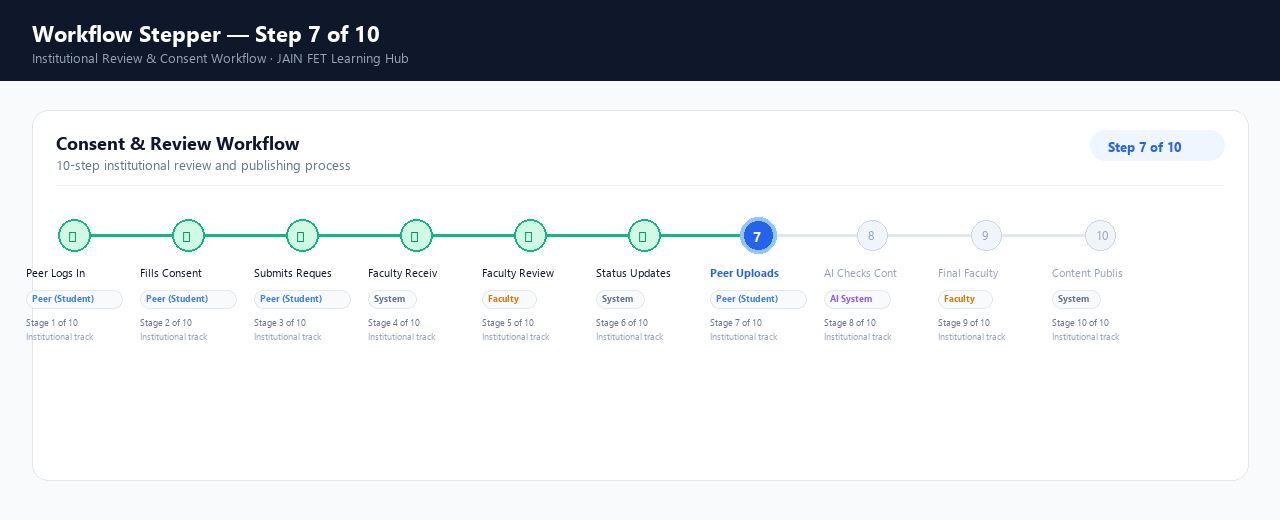 Workflow Stepper — Step 7 of 10
Institutional Review & Consent Workflow · JAIN FET Learning Hub
Consent & Review Workflow
Step 7 of 10
10-step institutional review and publishing process
7 8 9 10
Peer Logs In Fills Consent Submits Reques Faculty Receiv Faculty Review Status Updates Peer Uploads AI Checks Cont Final Faculty Content Publis
Peer (Student) Peer (Student) Peer (Student) System Faculty System Peer (Student) AI System Faculty System
Stage 1 of 10 Stage 2 of 10 Stage 3 of 10 Stage 4 of 10 Stage 5 of 10 Stage 6 of 10 Stage 7 of 10 Stage 8 of 10 Stage 9 of 10 Stage 10 of 10
Institutional track Institutional track Institutional track Institutional track Institutional track Institutional track Institutional track Institutional track Institutional track Institutional track